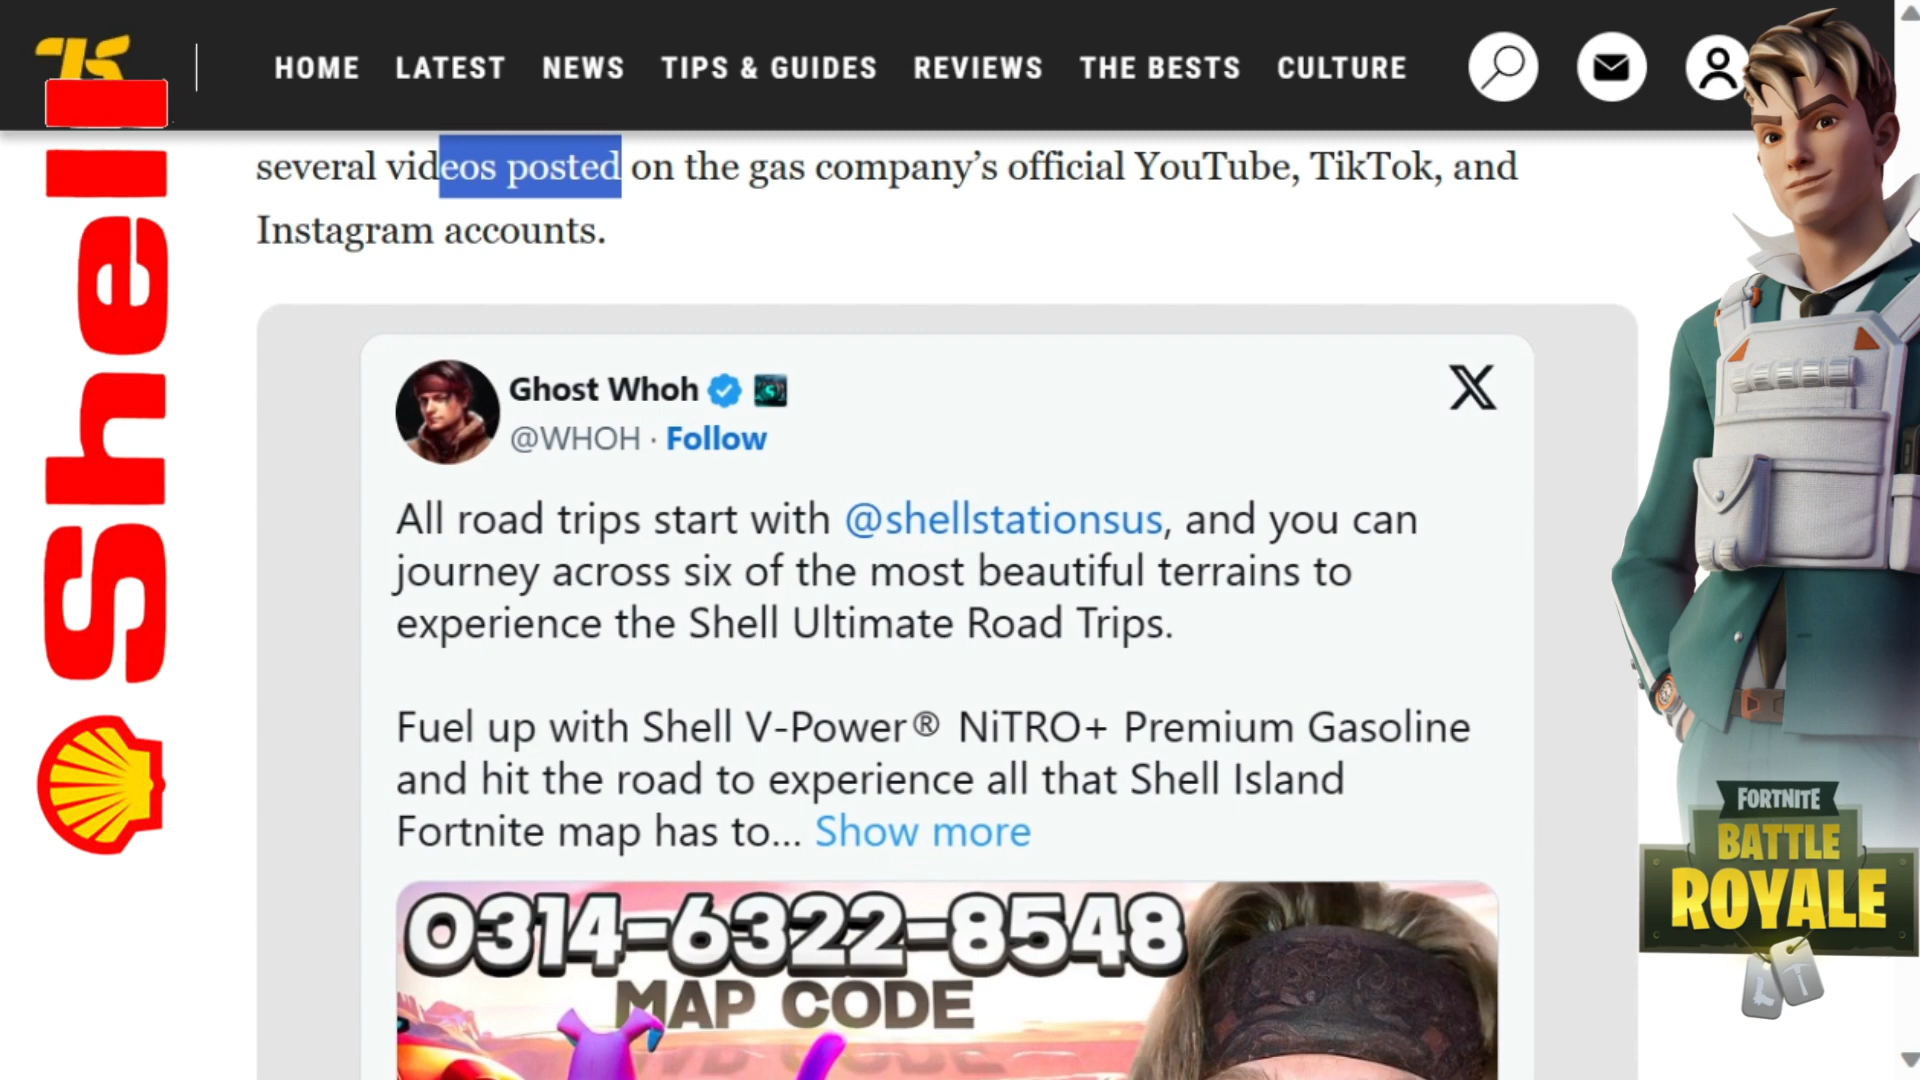 HOME LATEST NEWS TIPS & GUIDES REVIEWS THE BESTS CULTURE
Shell
several videos posted on the gas company’s official YouTube, TikTok, and
Instagram accounts.
Ghost Whoh
@WHOH · Follow
All road trips start with @shellstationsus, and you can
journey across six of the most beautiful terrains to
experience the Shell Ultimate Road Trips.
Fuel up with Shell V-Power® NiTRO+ Premium Gasoline
and hit the road to experience all that Shell Island
Fortnite map has to... Show more
0314-6322-8548
MAP CODE
FORTNITE
BATTLE
ROYALE